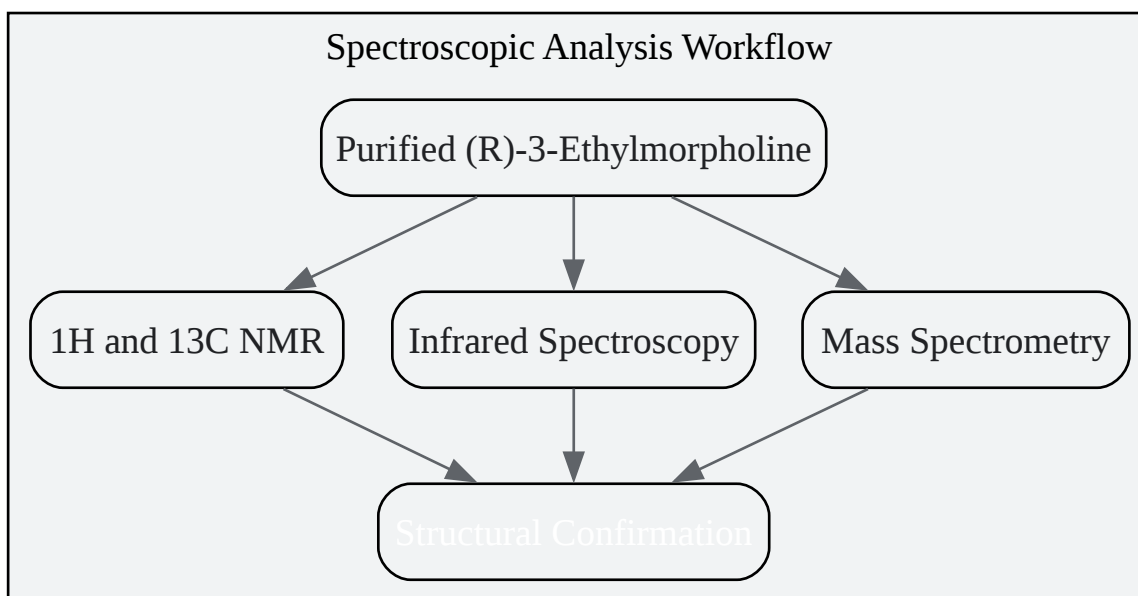 Spectroscopic Analysis Workflow
Purified (R)-3-Ethylmorpholine
1H and 13C NMR
Infrared Spectroscopy
Mass Spectrometry
Structural Confirmation